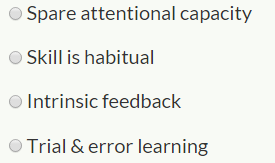 Spare attentional capacity
Skill is habitual
Intrinsic feedback
Trial & error learning